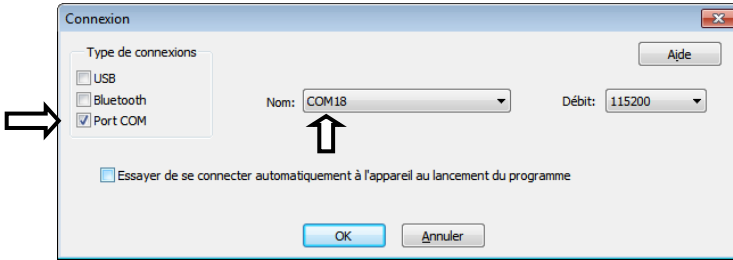 Connexion
Type de connexions
Aide
USB
Bluetooth
Nom: COM18 Débit: 115200
Port COM
Essayer de se connecter automatiquement à l'appareil au lancement du programme
OK Annuler